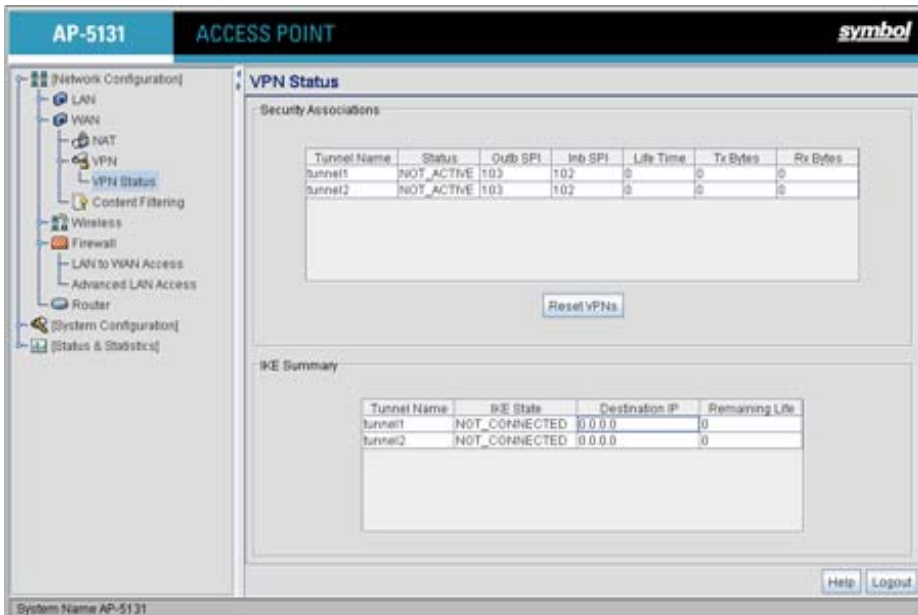 AP-5131
ACCESS POINT
symbol
[Network Configuration]
LAN
WAN
NAT
VPN
VPN Status
Content Filtering
Wireless
Firewall
LAN to WAN Access
Advanced LAN Access
Router
[System Configuration]
[Status & Statistics]
VPN Status
Security Associations
Tunnel Name Status Outb SPI Inb SPI Life Time Tx Bytes Rx Bytes
tunnel1 NOT_ACTIVE 103 102 0 0 0
tunnel2 NOT_ACTIVE 103 102 0 0 0
Reset VPNs
IKE Summary
Tunnel Name IKE State Destination IP Remaining Life
tunnel1 NOT_CONNECTED 0.0.0.0 0
tunnel2 NOT_CONNECTED 0.0.0.0 0
Help Logout
System Name AP-5131